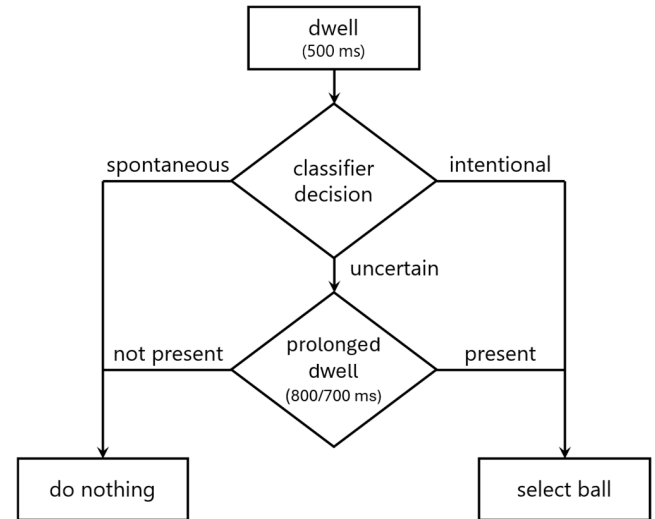 dwell
(500 ms)
spontaneous
classifier
decision
intentional
uncertain
not present
prolonged
dwell
(800/700 ms)
present
do nothing
select ball